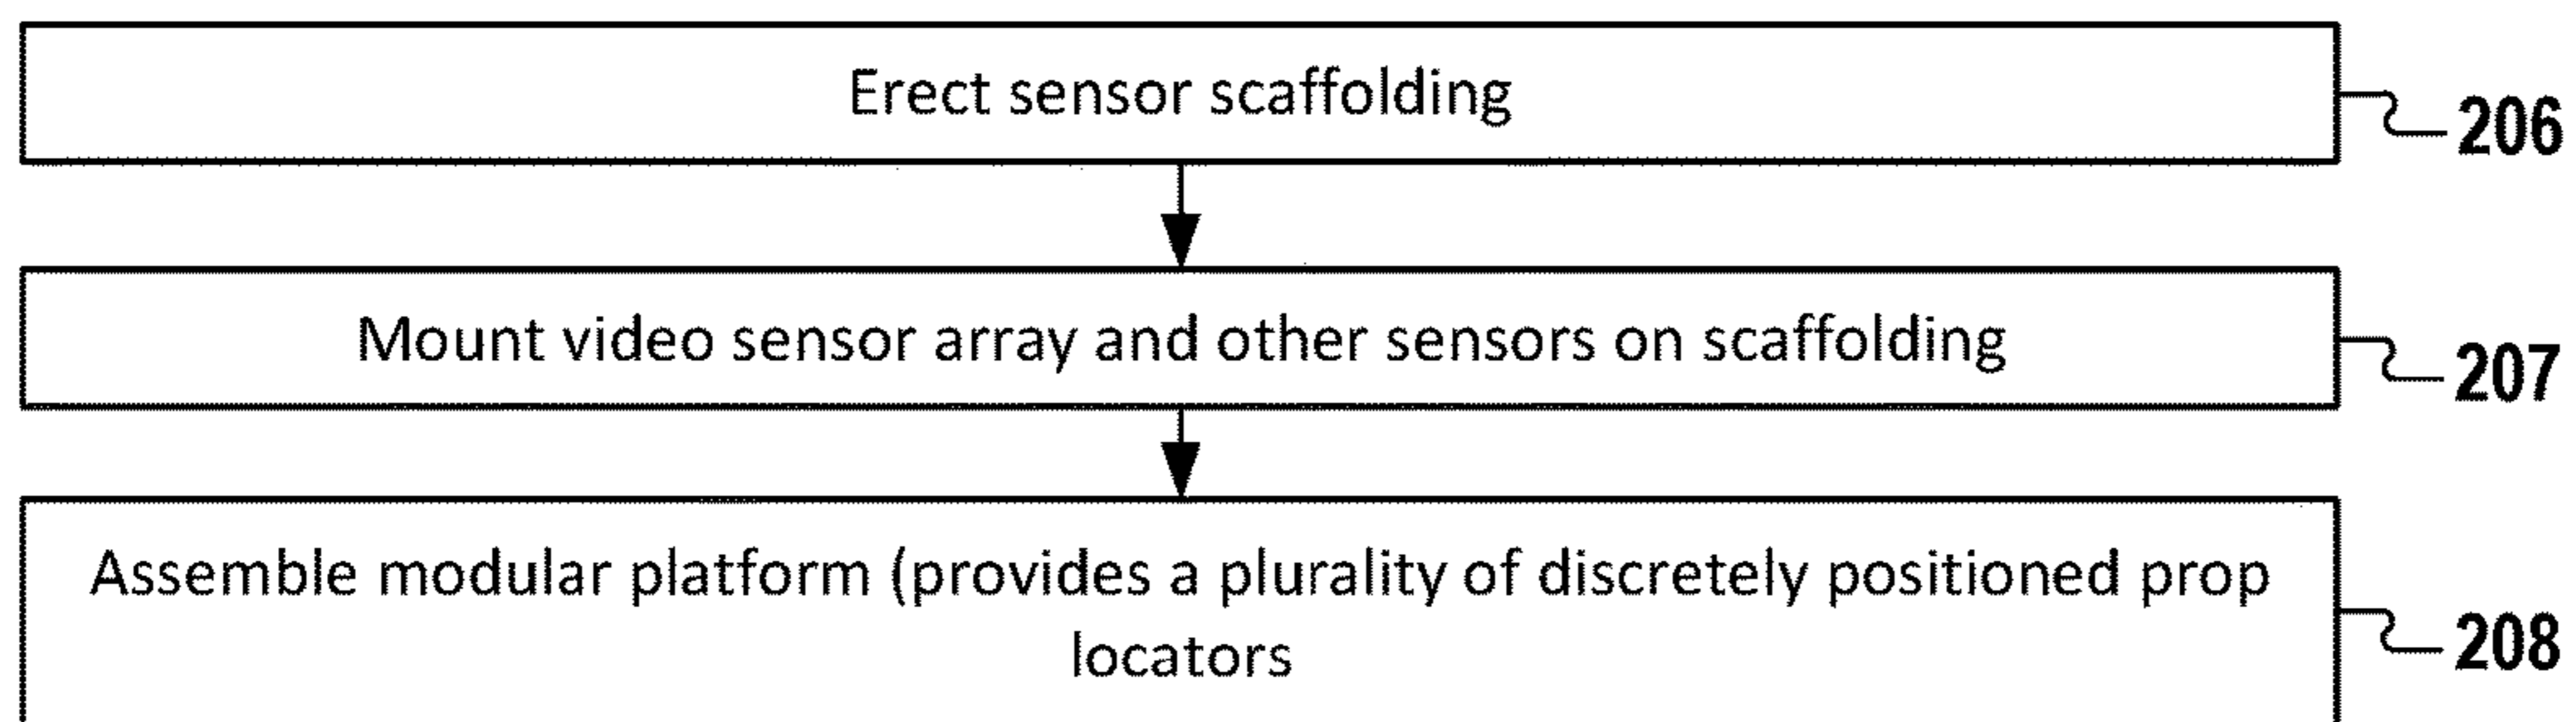 Erect sensor scaffolding
206
Mount video sensor array and other sensors on scaffolding
207
Assemble modular platform (provides a plurality of discretely positioned prop
locators
208